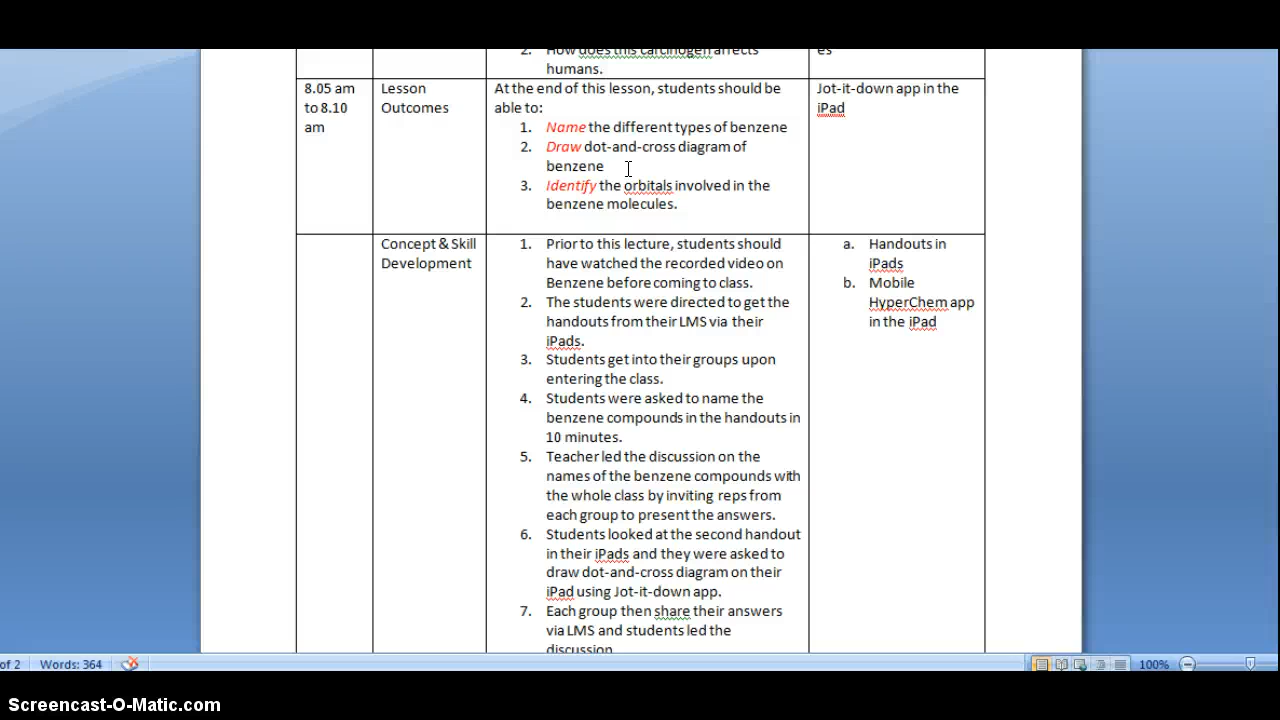 2. How does this carcinogen affects
humans.
es
8.05 am
to 8.10
am
Lesson
Outcomes
At the end of this lesson, students should be
able to:
1. Name the different types of benzene
2. Draw dot-and-cross diagram of
benzene
3. Identify the orbitals involved in the
benzene molecules.
Jot-it-down app in the
iPad
Concept & Skill
Development
1. Prior to this lecture, students should
have watched the recorded video on
Benzene before coming to class.
2. The students were directed to get the
handouts from their LMS via their
iPads.
3. Students get into their groups upon
entering the class.
4. Students were asked to name the
benzene compounds in the handouts in
10 minutes.
5. Teacher led the discussion on the
names of the benzene compounds with
the whole class by inviting reps from
each group to present the answers.
6. Students looked at the second handout
in their iPads and they were asked to
draw dot-and-cross diagram on their
iPad using Jot-it-down app.
7. Each group then share their answers
via LMS and students led the
discussion
a. Handouts in
iPads
b. Mobile
HyperChem app
in the iPad
of 2 Words: 364 100%
Screencast-O-Matic.com